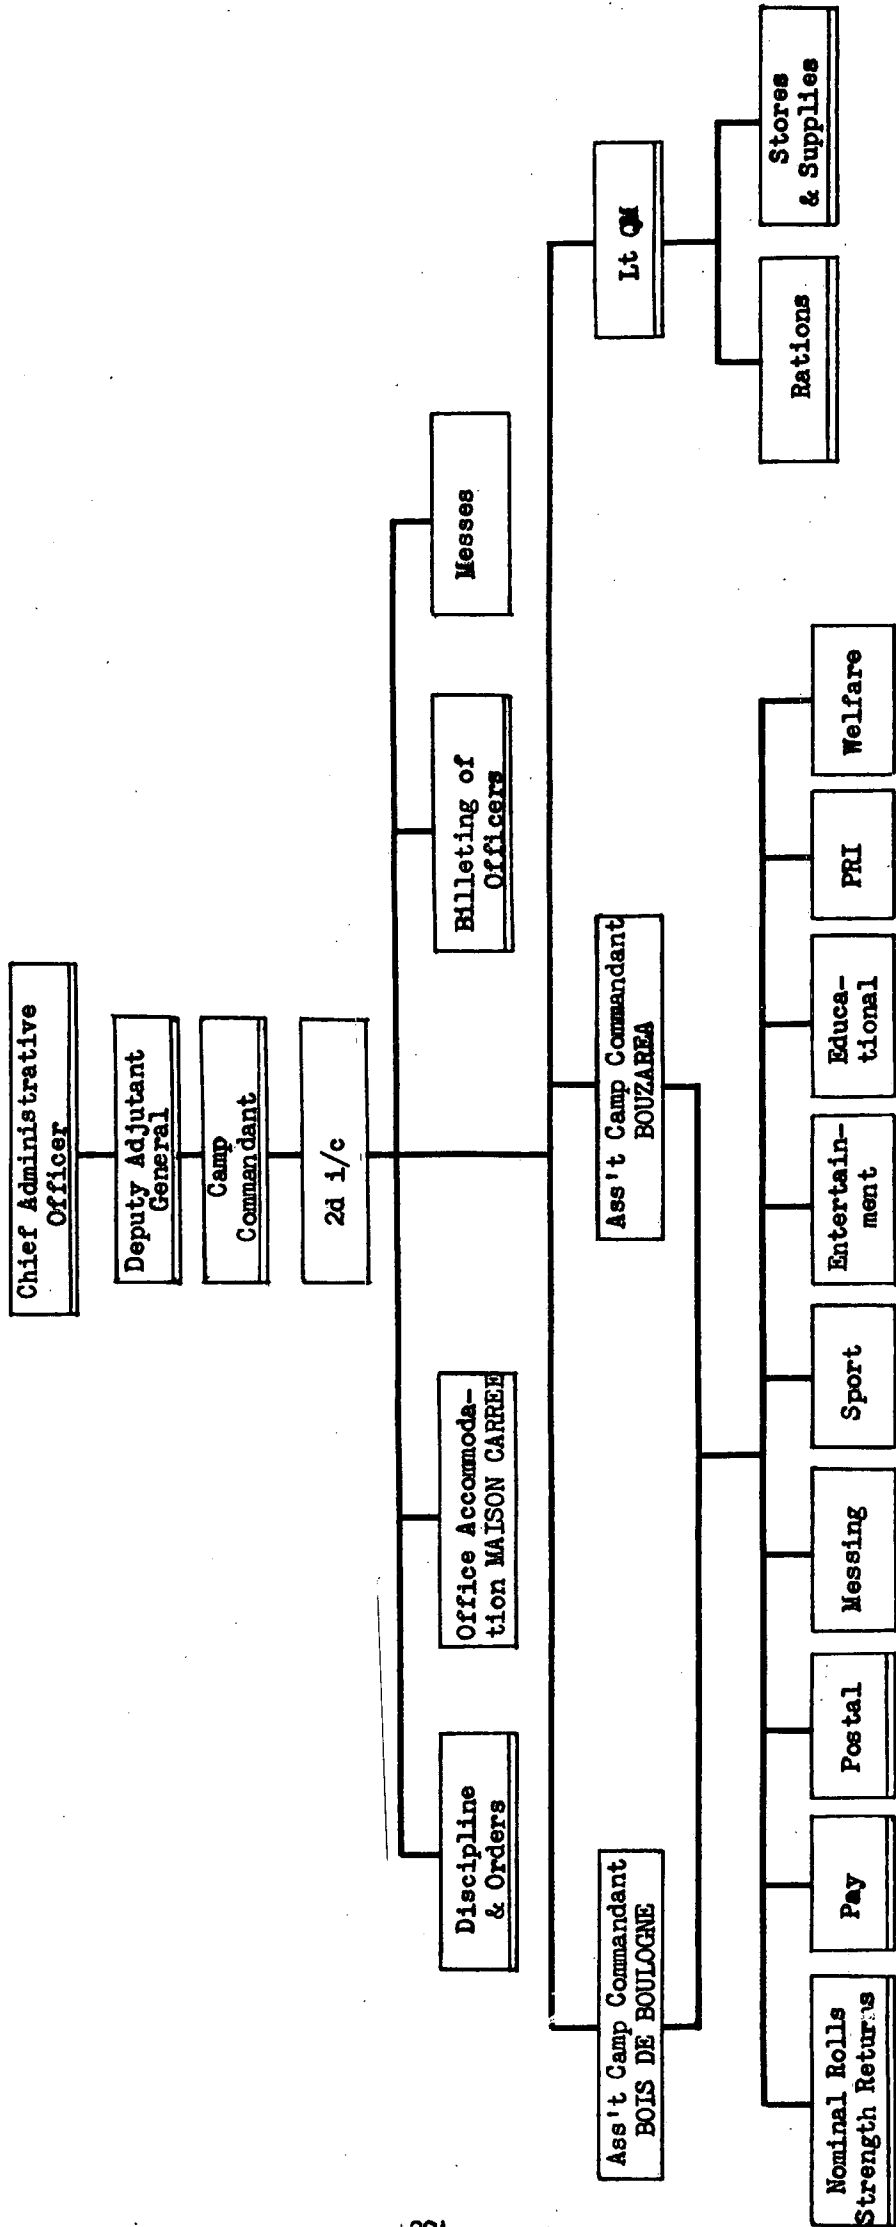 Chief Administrative
Officer
Deputy Adjutant
General
Camp
Commandant
2d i/c
Discipline
& Orders
Office Accommoda-
tion MAISON CARREE
Billeting of
Officers
Messes
Ass't Camp Commandant
BOIS DE BOULOGNE
Ass't Camp Commandant
BOUZAREA
Lt QM
Rations
Stores
& Supplies
Nominal Rolls
Strength Returns
Pay
Postal
Messing
Sport
Entertain-
ment
Educa-
tional
PRI
Welfare